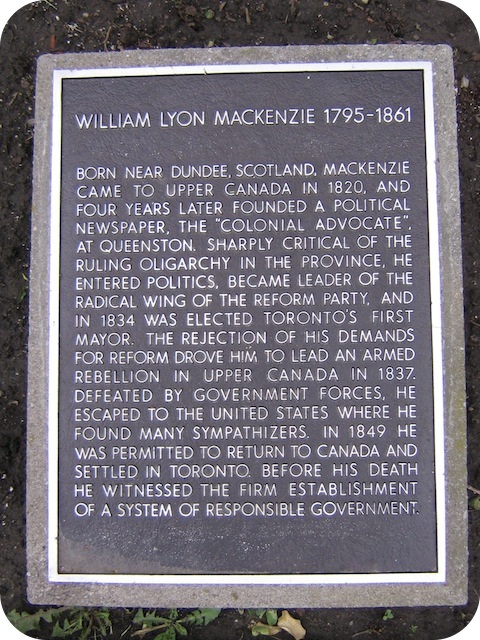 WILLIAM LYON MACKENZIE 1795-1861
BORN NEAR DUNDEE, SCOTLAND, MACKENZIE
CAME TO UPPER CANADA IN 1820, AND
FOUR YEARS LATER FOUNDED A POLITICAL
NEWSPAPER, THE "COLONIAL ADVOCATE",
AT QUEENSTON. SHARPLY CRITICAL OF THE
RULING OLIGARCHY IN THE PROVINCE, HE
ENTERED POLITICS, BECAME LEADER OF THE
RADICAL WING OF THE REFORM PARTY, AND
IN 1834 WAS ELECTED TORONTO'S FIRST
MAYOR. THE REJECTION OF HIS DEMANDS
FOR REFORM DROVE HIM TO LEAD AN ARMED
REBELLION IN UPPER CANADA IN 1837.
DEFEATED BY GOVERNMENT FORCES, HE
ESCAPED TO THE UNITED STATES WHERE HE
FOUND MANY SYMPATHIZERS. IN 1849 HE
WAS PERMITTED TO RETURN TO CANADA AND
SETTLED IN TORONTO. BEFORE HIS DEATH
HE WITNESSED THE FIRM ESTABLISHMENT
OF A SYSTEM OF RESPONSIBLE GOVERNMENT.